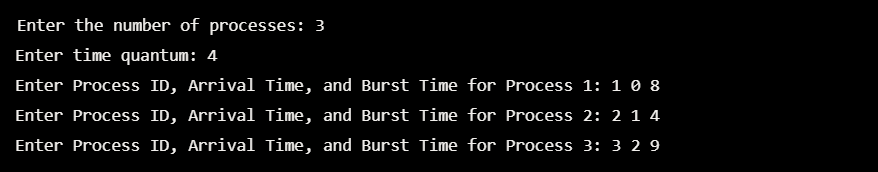 Enter the number of processes: 3
Enter time quantum: 4
Enter Process ID, Arrival Time, and Burst Time for Process 1: 1 0 8
Enter Process ID, Arrival Time, and Burst Time for Process 2: 2 1 4
Enter Process ID, Arrival Time, and Burst Time for Process 3: 3 2 9